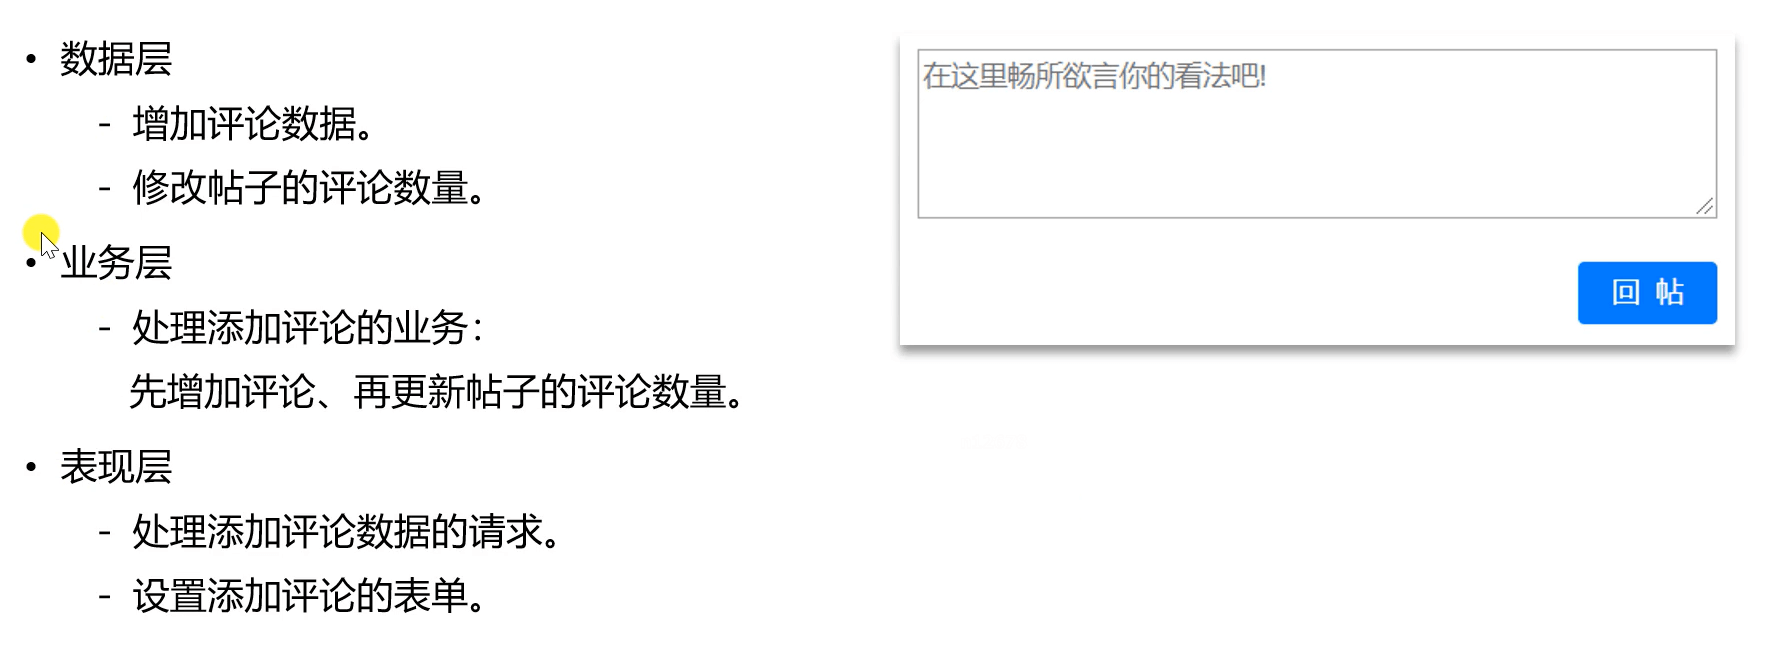 • 数据层
- 增加评论数据。
- 修改帖子的评论数量。
• 业务层
- 处理添加评论的业务：
先增加评论、再更新帖子的评论数量。
• 表现层
- 处理添加评论数据的请求。
- 设置添加评论的表单。
在这里畅所欲言你的看法吧!
回 帖